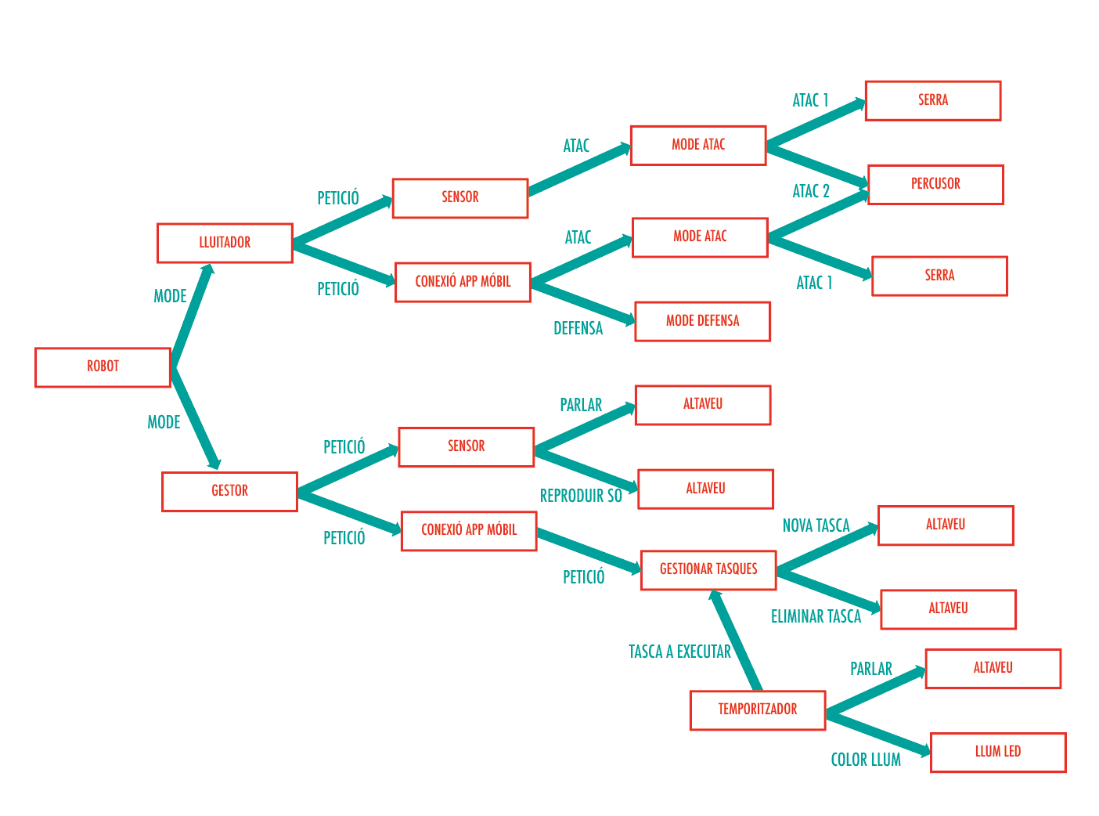 ATAC 1
SERRA
ATAC
MODE ATAC
PERCUSOR
ATAC 2
PETICIÓ
SENSOR
LLUITADOR
ATAC
MODE ATAC
SERRA
ATAC 1
PETICIÓ
CONEXIÓ APP MÓBIL
MODE
DEFENSA
MODE DEFENSA
ROBOT
MODE
PARLAR
ALTAVEU
PETICIÓ
SENSOR
REPRODUIR SO
ALTAVEU
GESTOR
PETICIÓ
CONEXIÓ APP MÓBIL
NOVA TASCA
ALTAVEU
PETICIÓ
GESTIONAR TASQUES
ELIMINAR TASCA
ALTAVEU
TASCA A EXECUTAR
PARLAR
ALTAVEU
TEMPORITZADOR
COLOR LLUM
LLUM LED